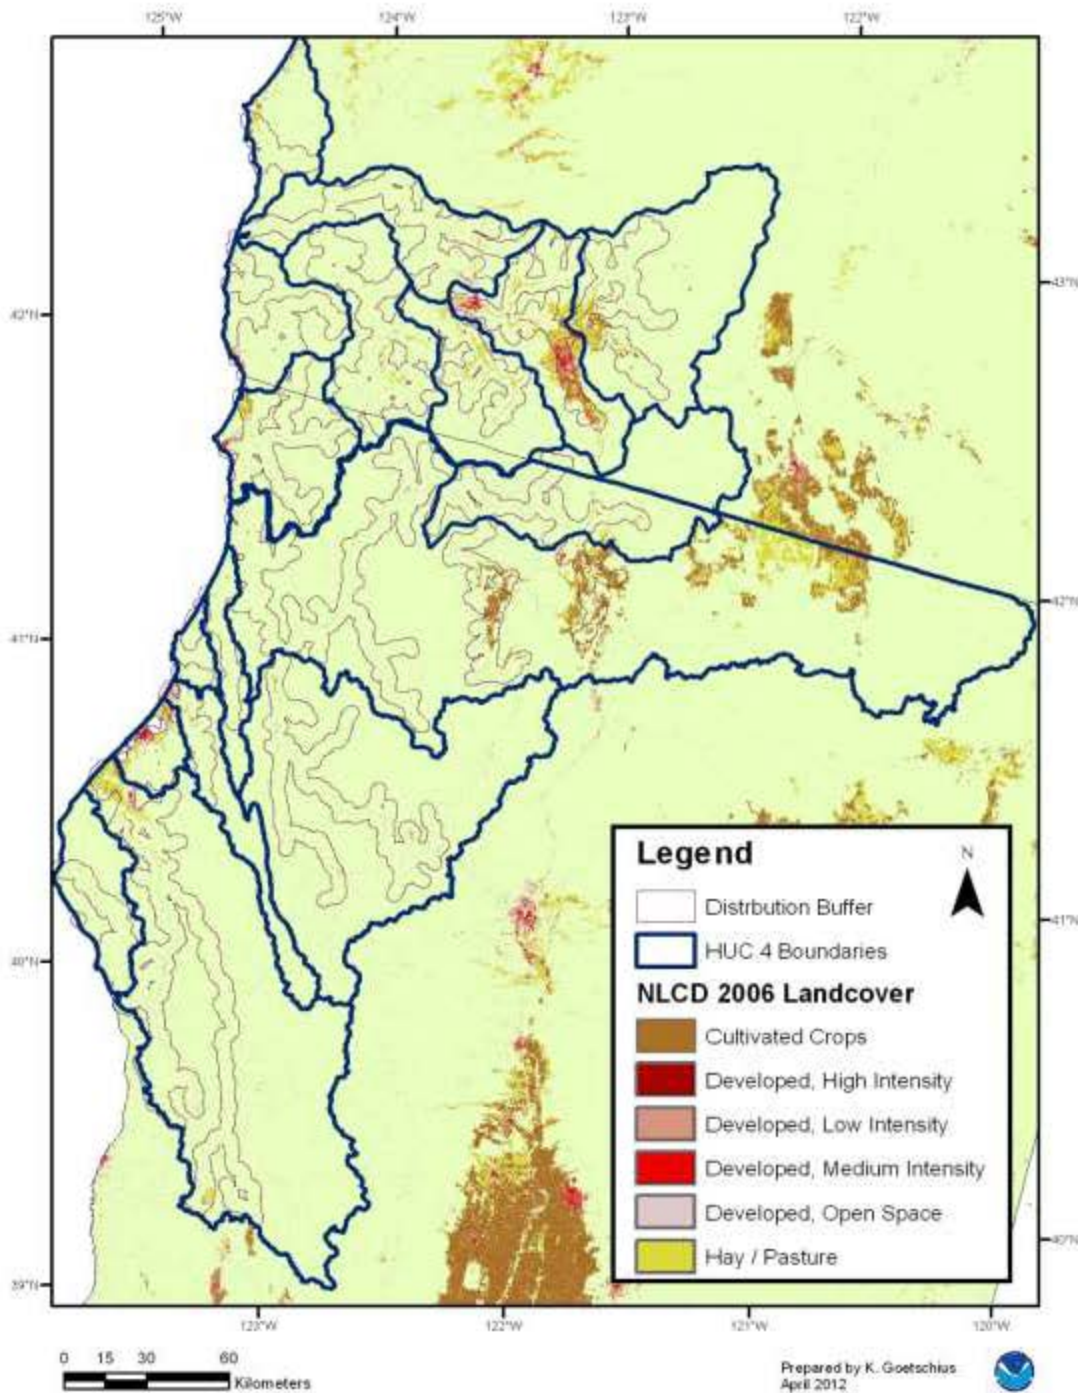 125°W 124°W 123°W 122°W
43°N
42°N
42°N
41°N
41°N
40°N
40°N
39°N
Legend
N
Distrbution Buffer
HUC 4 Boundaries
NLCD 2006 Landcover
Cultivated Crops
Developed, High Intensity
Developed, Low Intensity
Developed, Medium Intensity
Developed, Open Space
Hay / Pasture
123°W 122°W 121°W 120°W
0 15 30 60
Kilometers
Prepared by K. Goetschius
April 2012